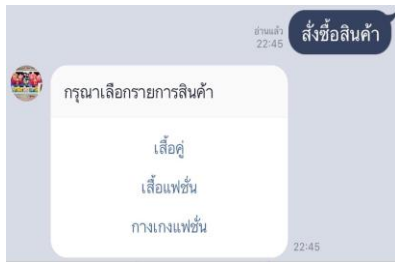 สั่งซื้อสินค้า
อ่านแล้ว
22:45
กรุณาเลือกรายการสินค้า
เสื้อคู่
เสื้อแฟชั่น
กางเกงแฟชั่น
22:45